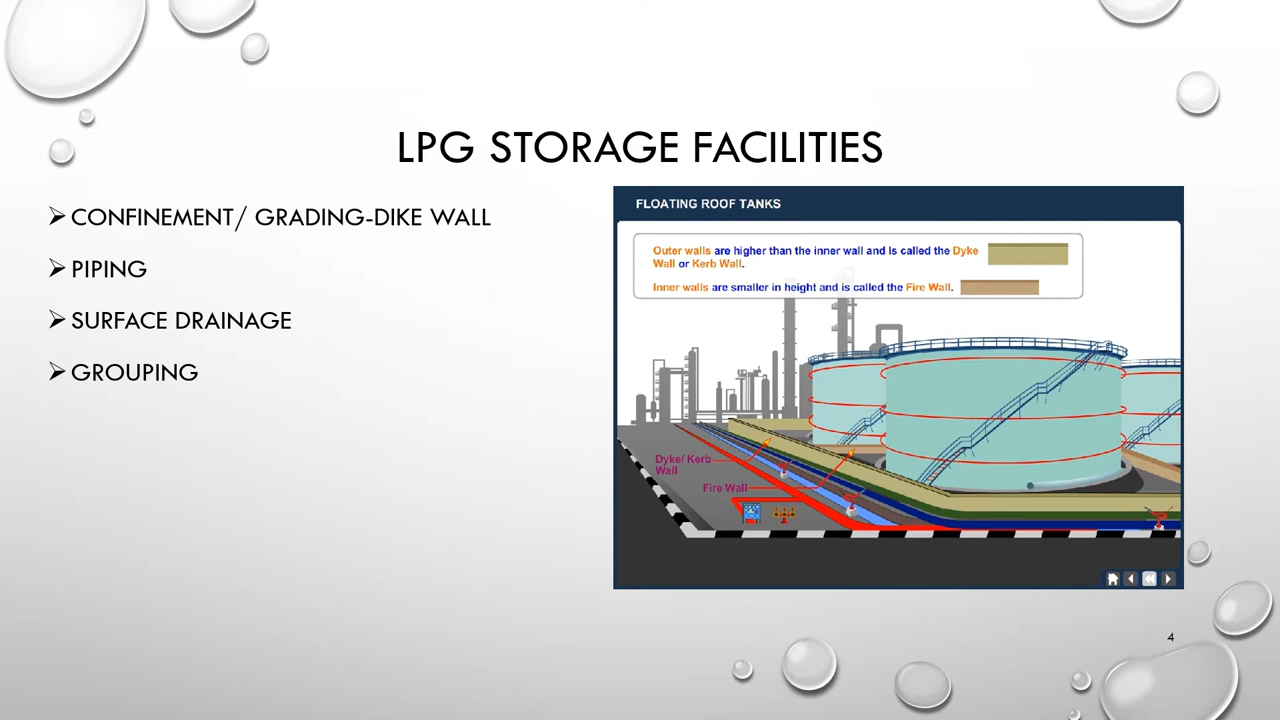 LPG STORAGE FACILITIES
CONFINEMENT/ GRADING-DIKE WALL
PIPING
SURFACE DRAINAGE
GROUPING
FLOATING ROOF TANKS
Outer walls are higher than the inner wall and is called the Dyke
Wall or Kerb Wall.
Inner walls are smaller in height and is called the Fire Wall.
Dyke/ Kerb
Wall
Fire Wall
4